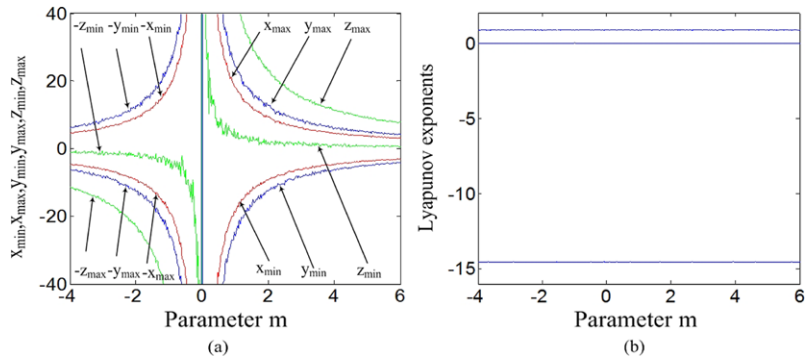 40
20
0
-20
-40
-4 -2 0 2 4 6
x_min,x_max,y_min,y_max,z_min,z_max
-z_min -y_min -x_min
x_max y_max z_max
-z_max -y_max -x_max
x_min y_min z_min
Parameter m
(a)
0
-5
-10
-15
-4 -2 0 2 4 6
Lyapunov exponents
Parameter m
(b)